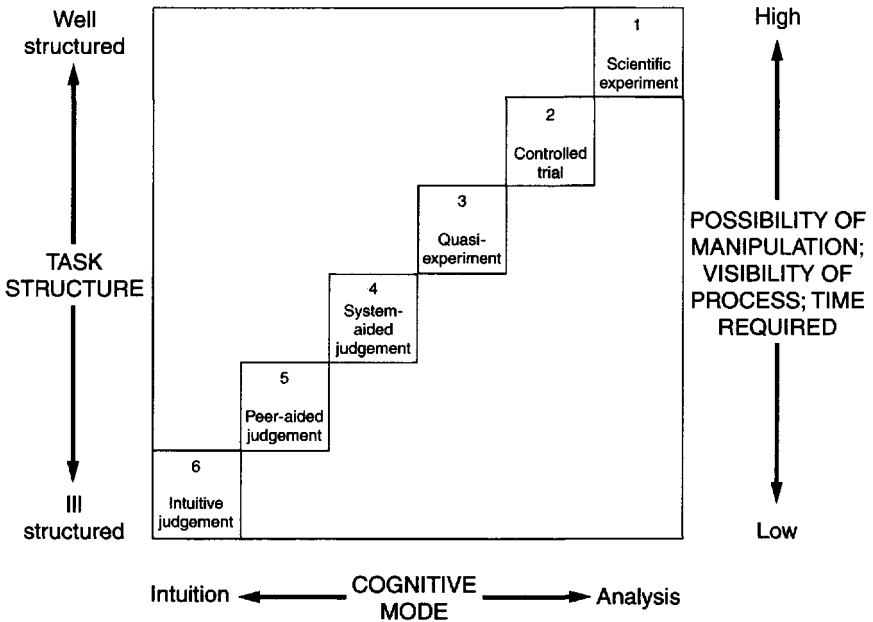 Well
structured
TASK
STRUCTURE
Ill
structured
1
Scientific
experiment
2
Controlled
trial
3
Quasi-
experiment
4
System-
aided
judgement
5
Peer-aided
judgement
6
Intuitive
judgement
High
POSSIBILITY OF
MANIPULATION;
VISIBILITY OF
PROCESS; TIME
REQUIRED
Low
Intuition
COGNITIVE
MODE
Analysis